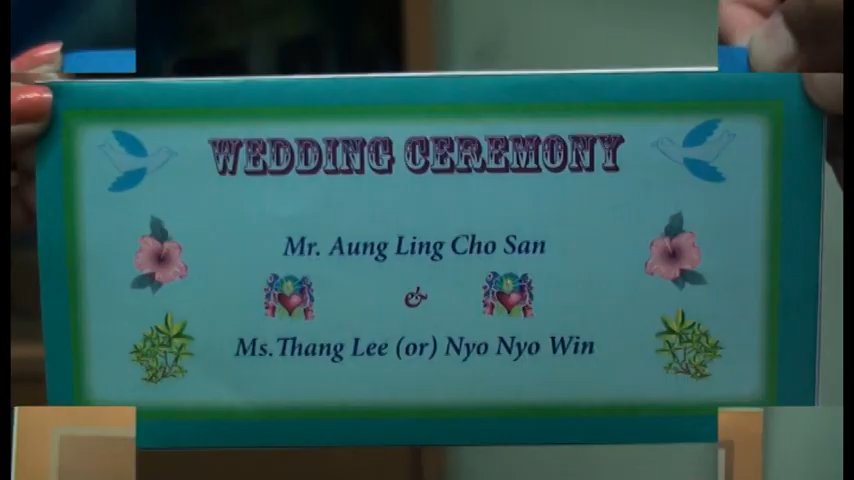 WEDDING CEREMONY
Mr. Aung Ling Cho San
&
Ms. Thang Lee (or) Nyo Nyo Win